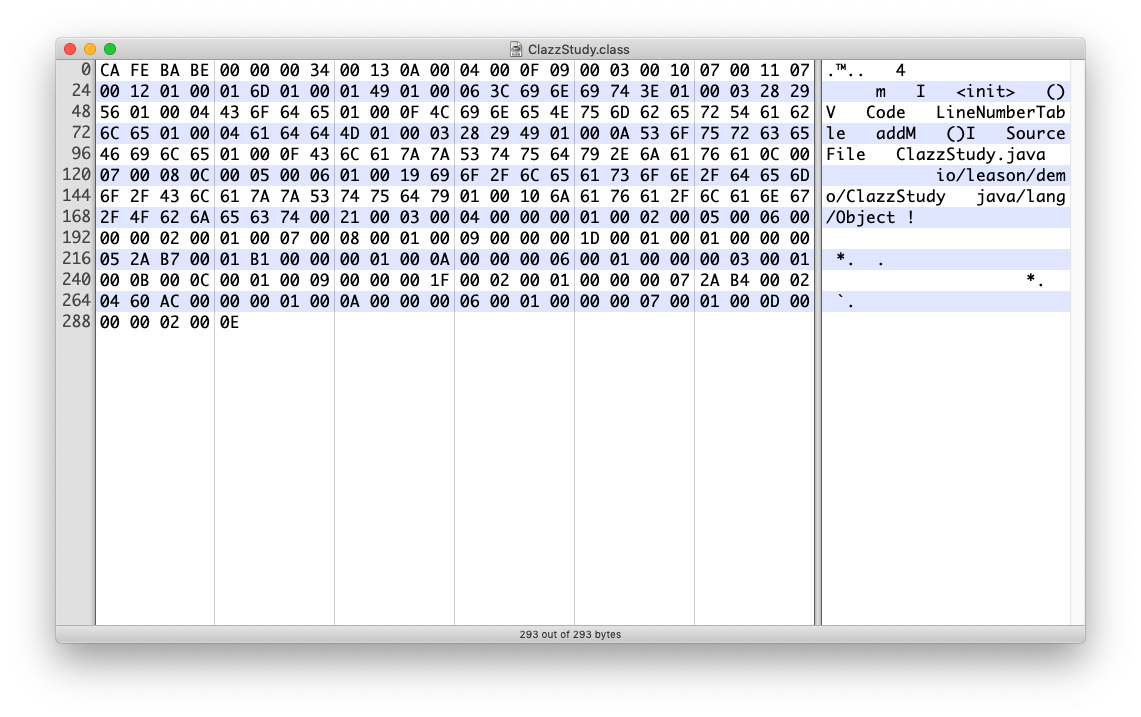 ClazzStudy.class
0 CA FE BA BE 00 00 00 34 00 13 0A 00 04 00 0F 09 00 03 00 10 07 00 11 07 .™.. 4
24 00 12 01 00 01 6D 01 00 01 49 01 00 06 3C 69 6E 69 74 3E 01 00 03 28 29 m I <init> ()
48 56 01 00 04 43 6F 64 65 01 00 0F 4C 69 6E 65 4E 75 6D 62 65 72 54 61 62 V Code LineNumberTab
72 6C 65 01 00 04 61 64 64 4D 01 00 03 28 29 49 01 00 0A 53 6F 75 72 63 65 le addM ()I Source
96 46 69 6C 65 01 00 0F 43 6C 61 7A 7A 53 74 75 64 79 2E 6A 61 76 61 0C 00 File ClazzStudy.java
120 07 00 08 0C 00 05 00 06 01 00 19 69 6F 2F 6C 65 61 73 6F 6E 2F 64 65 6D io/leason/dem
144 6F 2F 43 6C 61 7A 7A 53 74 75 64 79 01 00 10 6A 61 76 61 2F 6C 61 6E 67 o/ClazzStudy java/lang
168 2F 4F 62 6A 65 63 74 00 21 00 03 00 04 00 00 00 01 00 02 00 05 00 06 00 /Object !
192 00 00 02 00 01 00 07 00 08 00 01 00 09 00 00 00 1D 00 01 00 01 00 00 00
216 05 2A B7 00 01 B1 00 00 00 01 00 0A 00 00 00 06 00 01 00 00 00 03 00 01 *. .
240 00 0B 00 0C 00 01 00 09 00 00 00 1F 00 02 00 01 00 00 00 07 2A B4 00 02 *.
264 04 60 AC 00 00 00 01 00 0A 00 00 00 06 00 01 00 00 00 07 00 01 00 0D 00 `.
288 00 00 02 00 0E
293 out of 293 bytes